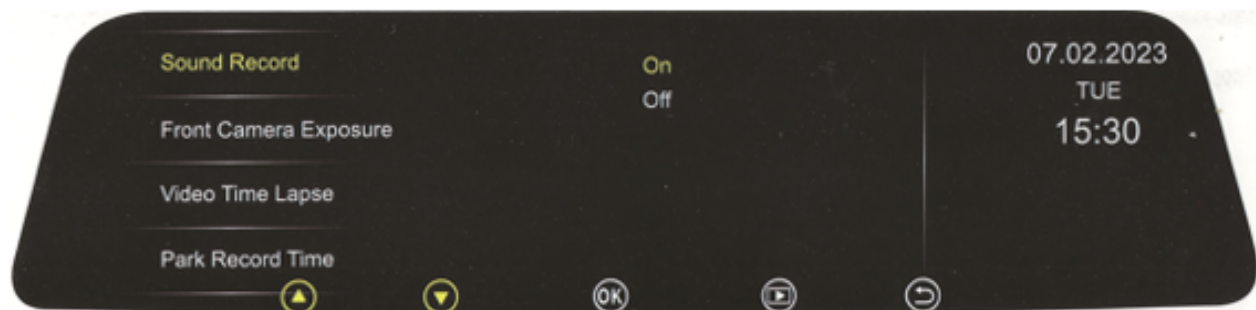 Sound Record
On
Off
Front Camera Exposure
Video Time Lapse
Park Record Time
OK
07.02.2023
TUE
15:30